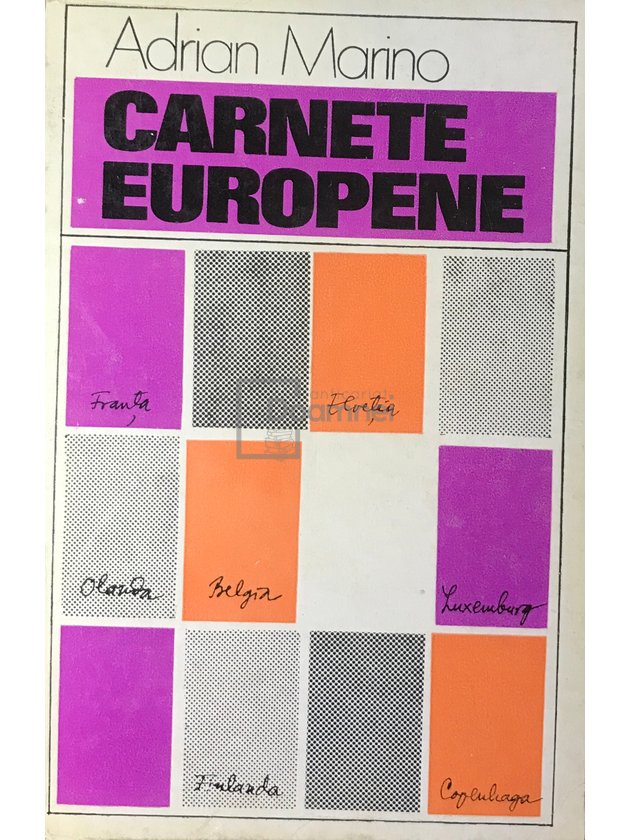 Adrian Marino
CARNETE
EUROPENE
Franța
Elveția
Olanda
Belgia
Luxemburg
Finlanda
Copenhaga